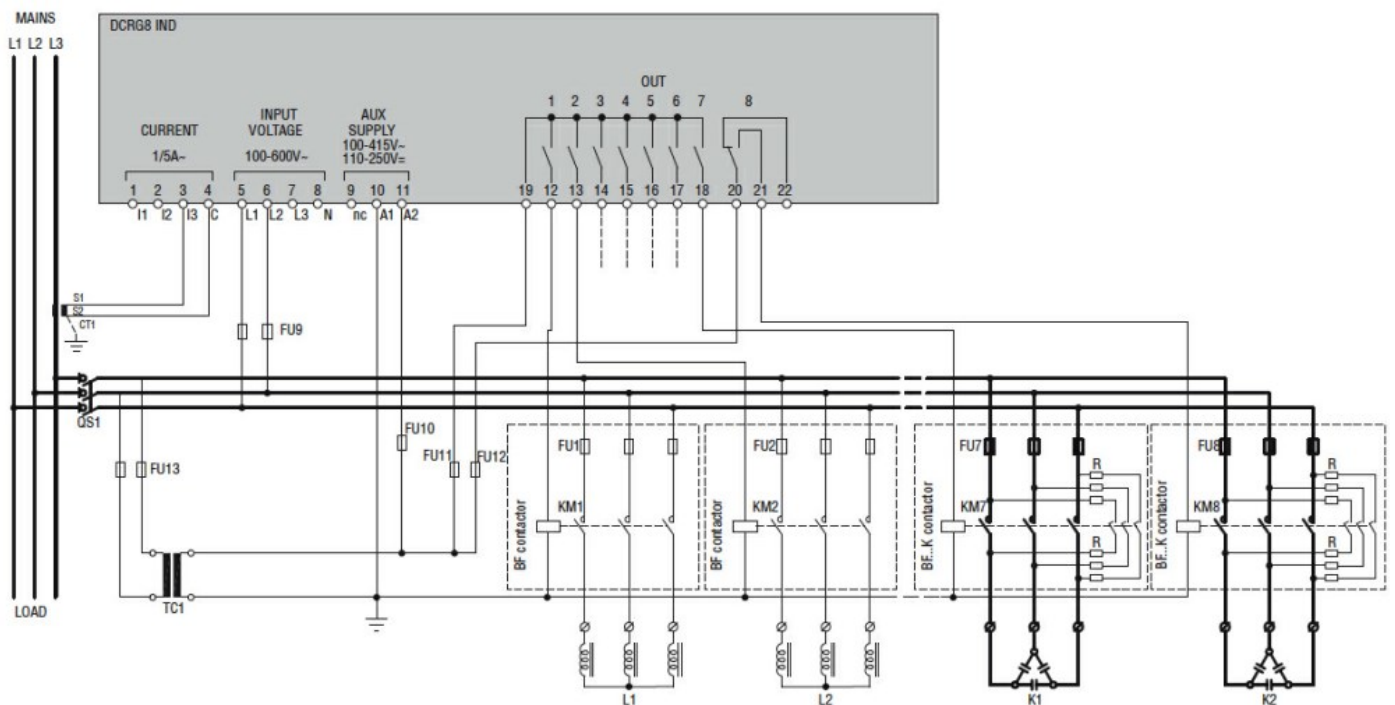 MAINS
L1 L2 L3
DCRG8 IND
OUT
1 2 3 4 5 6 7 8
CURRENT
1/5A~
INPUT
VOLTAGE
100-600V~
AUX
SUPPLY
100-415V~
110-250V=
1 2 3 4 5 6 7 8 9 10 11 19 12 13 14 15 16 17 18 20 21 22
I1 I2 I3 C L1 L2 L3 N nc A1 A2
S1
S2
CT1
FU9
QS1
FU13
FU10
FU11
FU12
FU1
FU2
FU7
FU8
R
R
KM1
KM2
KM7
KM8
BF contactor
BF contactor
BF...K contactor
BF...K contactor
R
R
LOAD
TC1
L1
L2
K1
K2